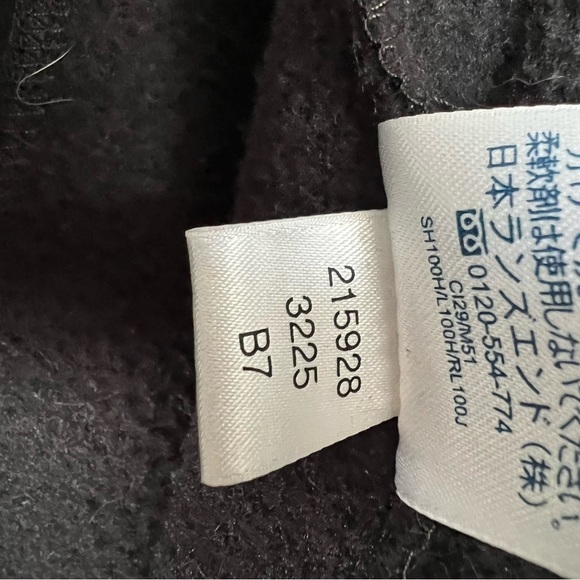 215928
3225
B7
柔軟剤は使用しないでください。
日本ランズエンド（株）
0120-554-774
CI29/M51
SH100H/L100H/RL100J